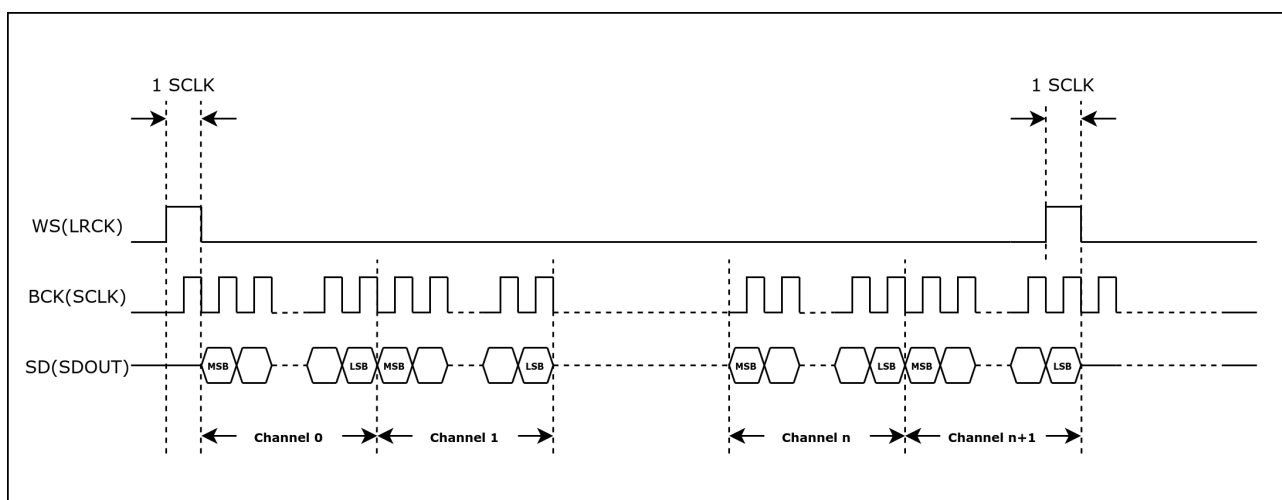 1 SCLK 1 SCLK
WS(LRCK)
BCK(SCLK)
SD(SDOUT) MSB LSB MSB LSB MSB LSB MSB LSB
Channel 0 Channel 1 Channel n Channel n+1